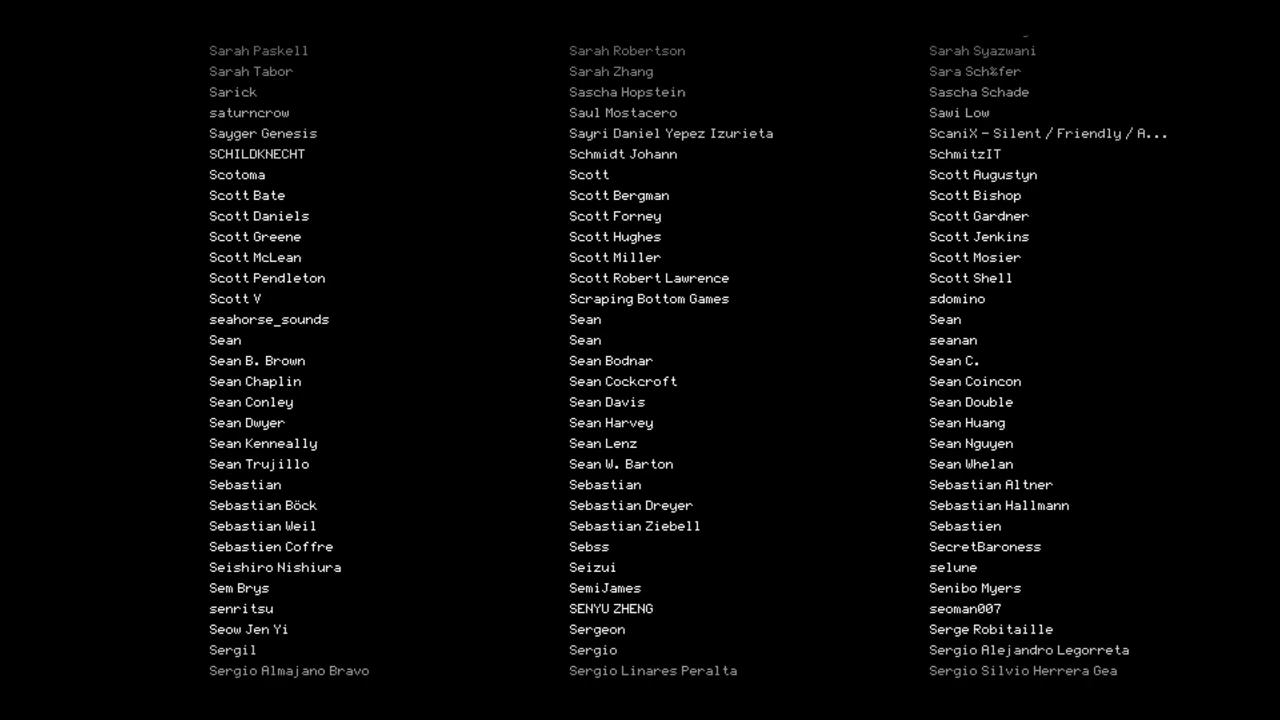 Sarah Paskell Sarah Robertson Sarah Syazwani
Sarah Tabor Sarah Zhang Sara Sch%fer
Sarick Sascha Hopstein Sascha Schade
saturncrow Saul Mostacero Sawi Low
Sayger Genesis Sayri Daniel Yepez Izurieta ScaniX - Silent / Friendly / A...
SCHILDKNECHT Schmidt Johann SchmitzIT
Scotoma Scott Scott Augustyn
Scott Bate Scott Bergman Scott Bishop
Scott Daniels Scott Forney Scott Gardner
Scott Greene Scott Hughes Scott Jenkins
Scott McLean Scott Miller Scott Mosier
Scott Pendleton Scott Robert Lawrence Scott Shell
Scott V Scraping Bottom Games sdomino
seahorse_sounds Sean Sean
Sean Sean seanan
Sean B. Brown Sean Bodnar Sean C.
Sean Chaplin Sean Cockcroft Sean Coincon
Sean Conley Sean Davis Sean Double
Sean Dwyer Sean Harvey Sean Huang
Sean Kenneally Sean Lenz Sean Nguyen
Sean Trujillo Sean W. Barton Sean Whelan
Sebastian Sebastian Sebastian Altner
Sebastian Böck Sebastian Dreyer Sebastian Hallmann
Sebastian Weil Sebastian Ziebell Sebastien
Sebastien Coffre Sebss SecretBaroness
Seishiro Nishiura Seizui selune
Sem Brys SemiJames Senibo Myers
senritsu SENYU ZHENG seoman007
Seow Jen Yi Sergeon Serge Robitaille
Sergil Sergio Sergio Alejandro Legorreta
Sergio Almajano Bravo Sergio Linares Peralta Sergio Silvio Herrera Gea